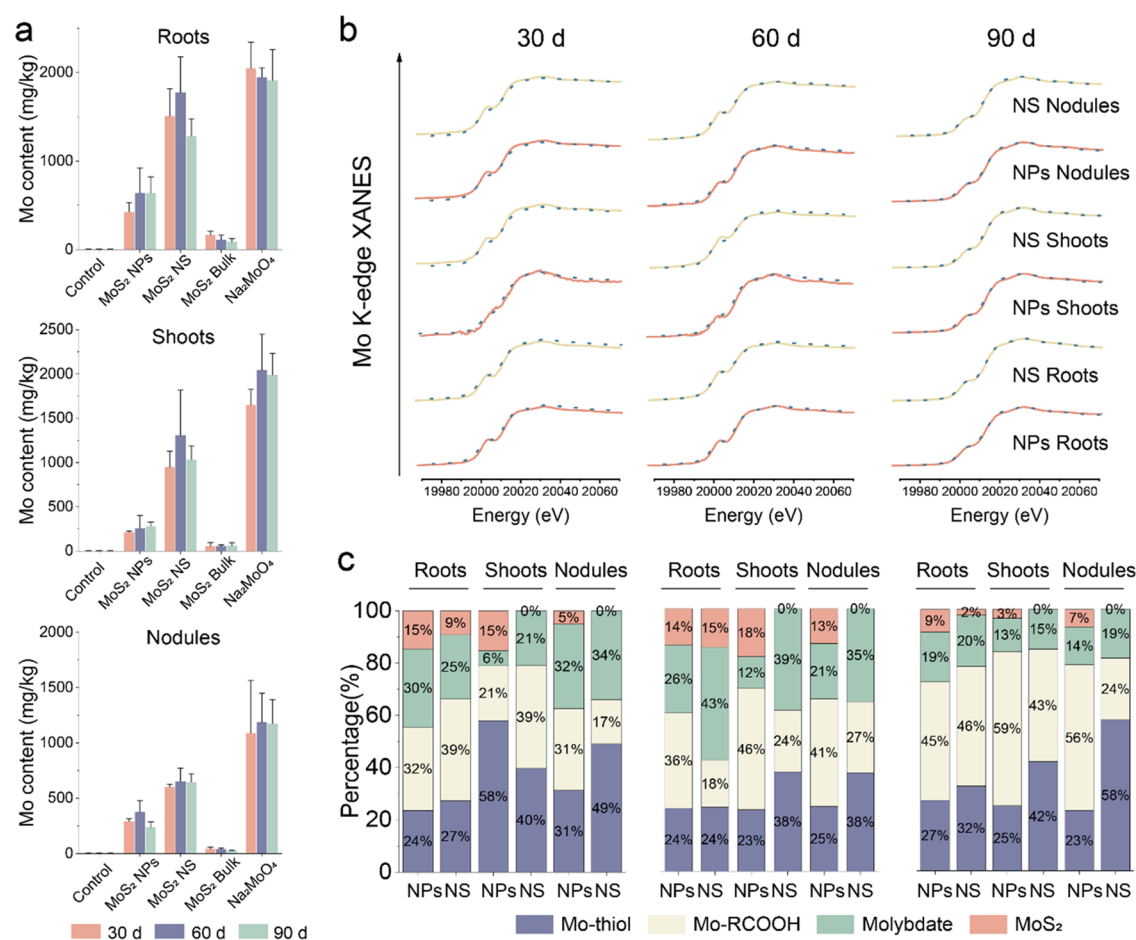 a
Roots
Mo content (mg/kg)
2000
1000
0
Control
MoS₂ NPs
MoS₂ NS
MoS₂ Bulk
Na₂MoO₄
Shoots
Mo content (mg/kg)
2500
2000
1500
1000
500
0
Control
MoS₂ NPs
MoS₂ NS
MoS₂ Bulk
Na₂MoO₄
Nodules
Mo content (mg/kg)
2000
1500
1000
500
0
Control
MoS₂ NPs
MoS₂ NS
MoS₂ Bulk
Na₂MoO₄
30 d 60 d 90 d
b
30 d 60 d 90 d
Mo K-edge XANES
NS Nodules
NPs Nodules
NS Shoots
NPs Shoots
NS Roots
NPs Roots
19980 20000 20020 20040 20060
19980 20000 20020 20040 20060
19980 20000 20020 20040 20060
Energy (eV) Energy (eV) Energy (eV)
c
Percentage(%)
100
80
60
40
20
0
Roots Shoots Nodules
15% 9% 15% 0% 5% 0%
30% 25% 6% 21% 32% 34%
32% 39% 21% 39% 31% 17%
24% 27% 58% 40% 31% 49%
NPs NS NPs NS NPs NS
Roots Shoots Nodules
14% 15% 18% 0% 13% 0%
26% 43% 12% 39% 21% 35%
36% 18% 46% 24% 41% 27%
24% 24% 23% 38% 25% 38%
NPs NS NPs NS NPs NS
Roots Shoots Nodules
9% 2% 3% 0% 7% 0%
19% 20% 13% 15% 14% 19%
45% 46% 59% 43% 56% 24%
27% 32% 25% 42% 23% 58%
NPs NS NPs NS NPs NS
Mo-thiol Mo-RCOOH Molybdate MoS₂